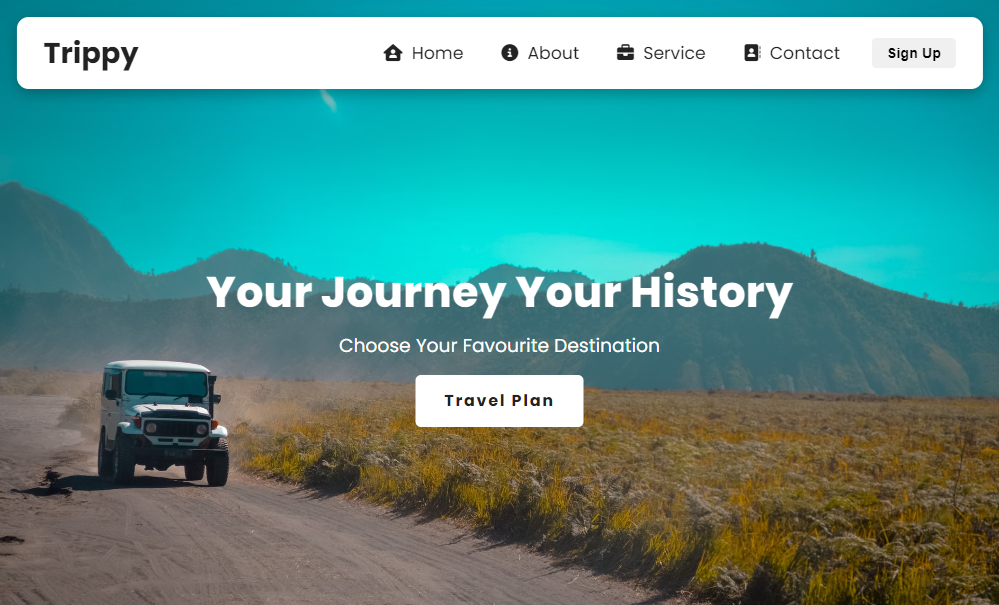 Trippy
Home
About
Service
Contact
Sign Up
Your Journey Your History
Choose Your Favourite Destination
Travel Plan